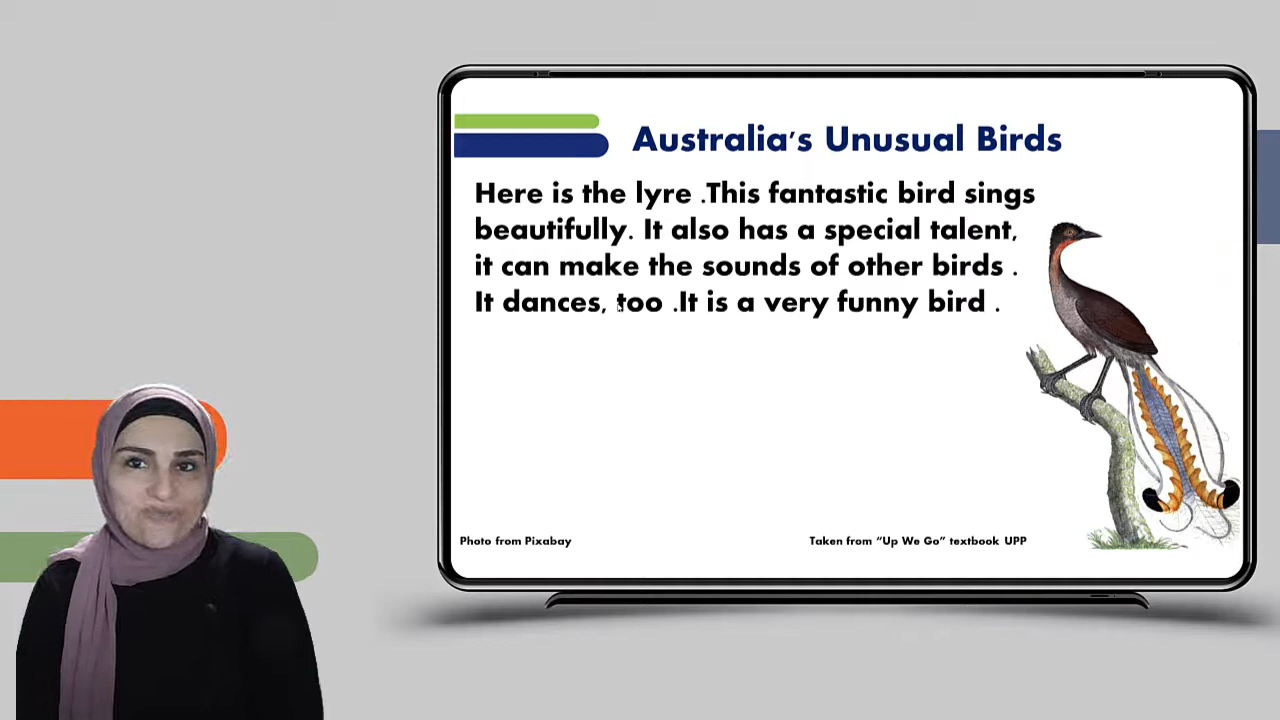 Australia's Unusual Birds
Here is the lyre .This fantastic bird sings
beautifully. It also has a special talent,
it can make the sounds of other birds .
It dances, too .It is a very funny bird .
Photo from Pixabay
Taken from “Up We Go” textbook UPP